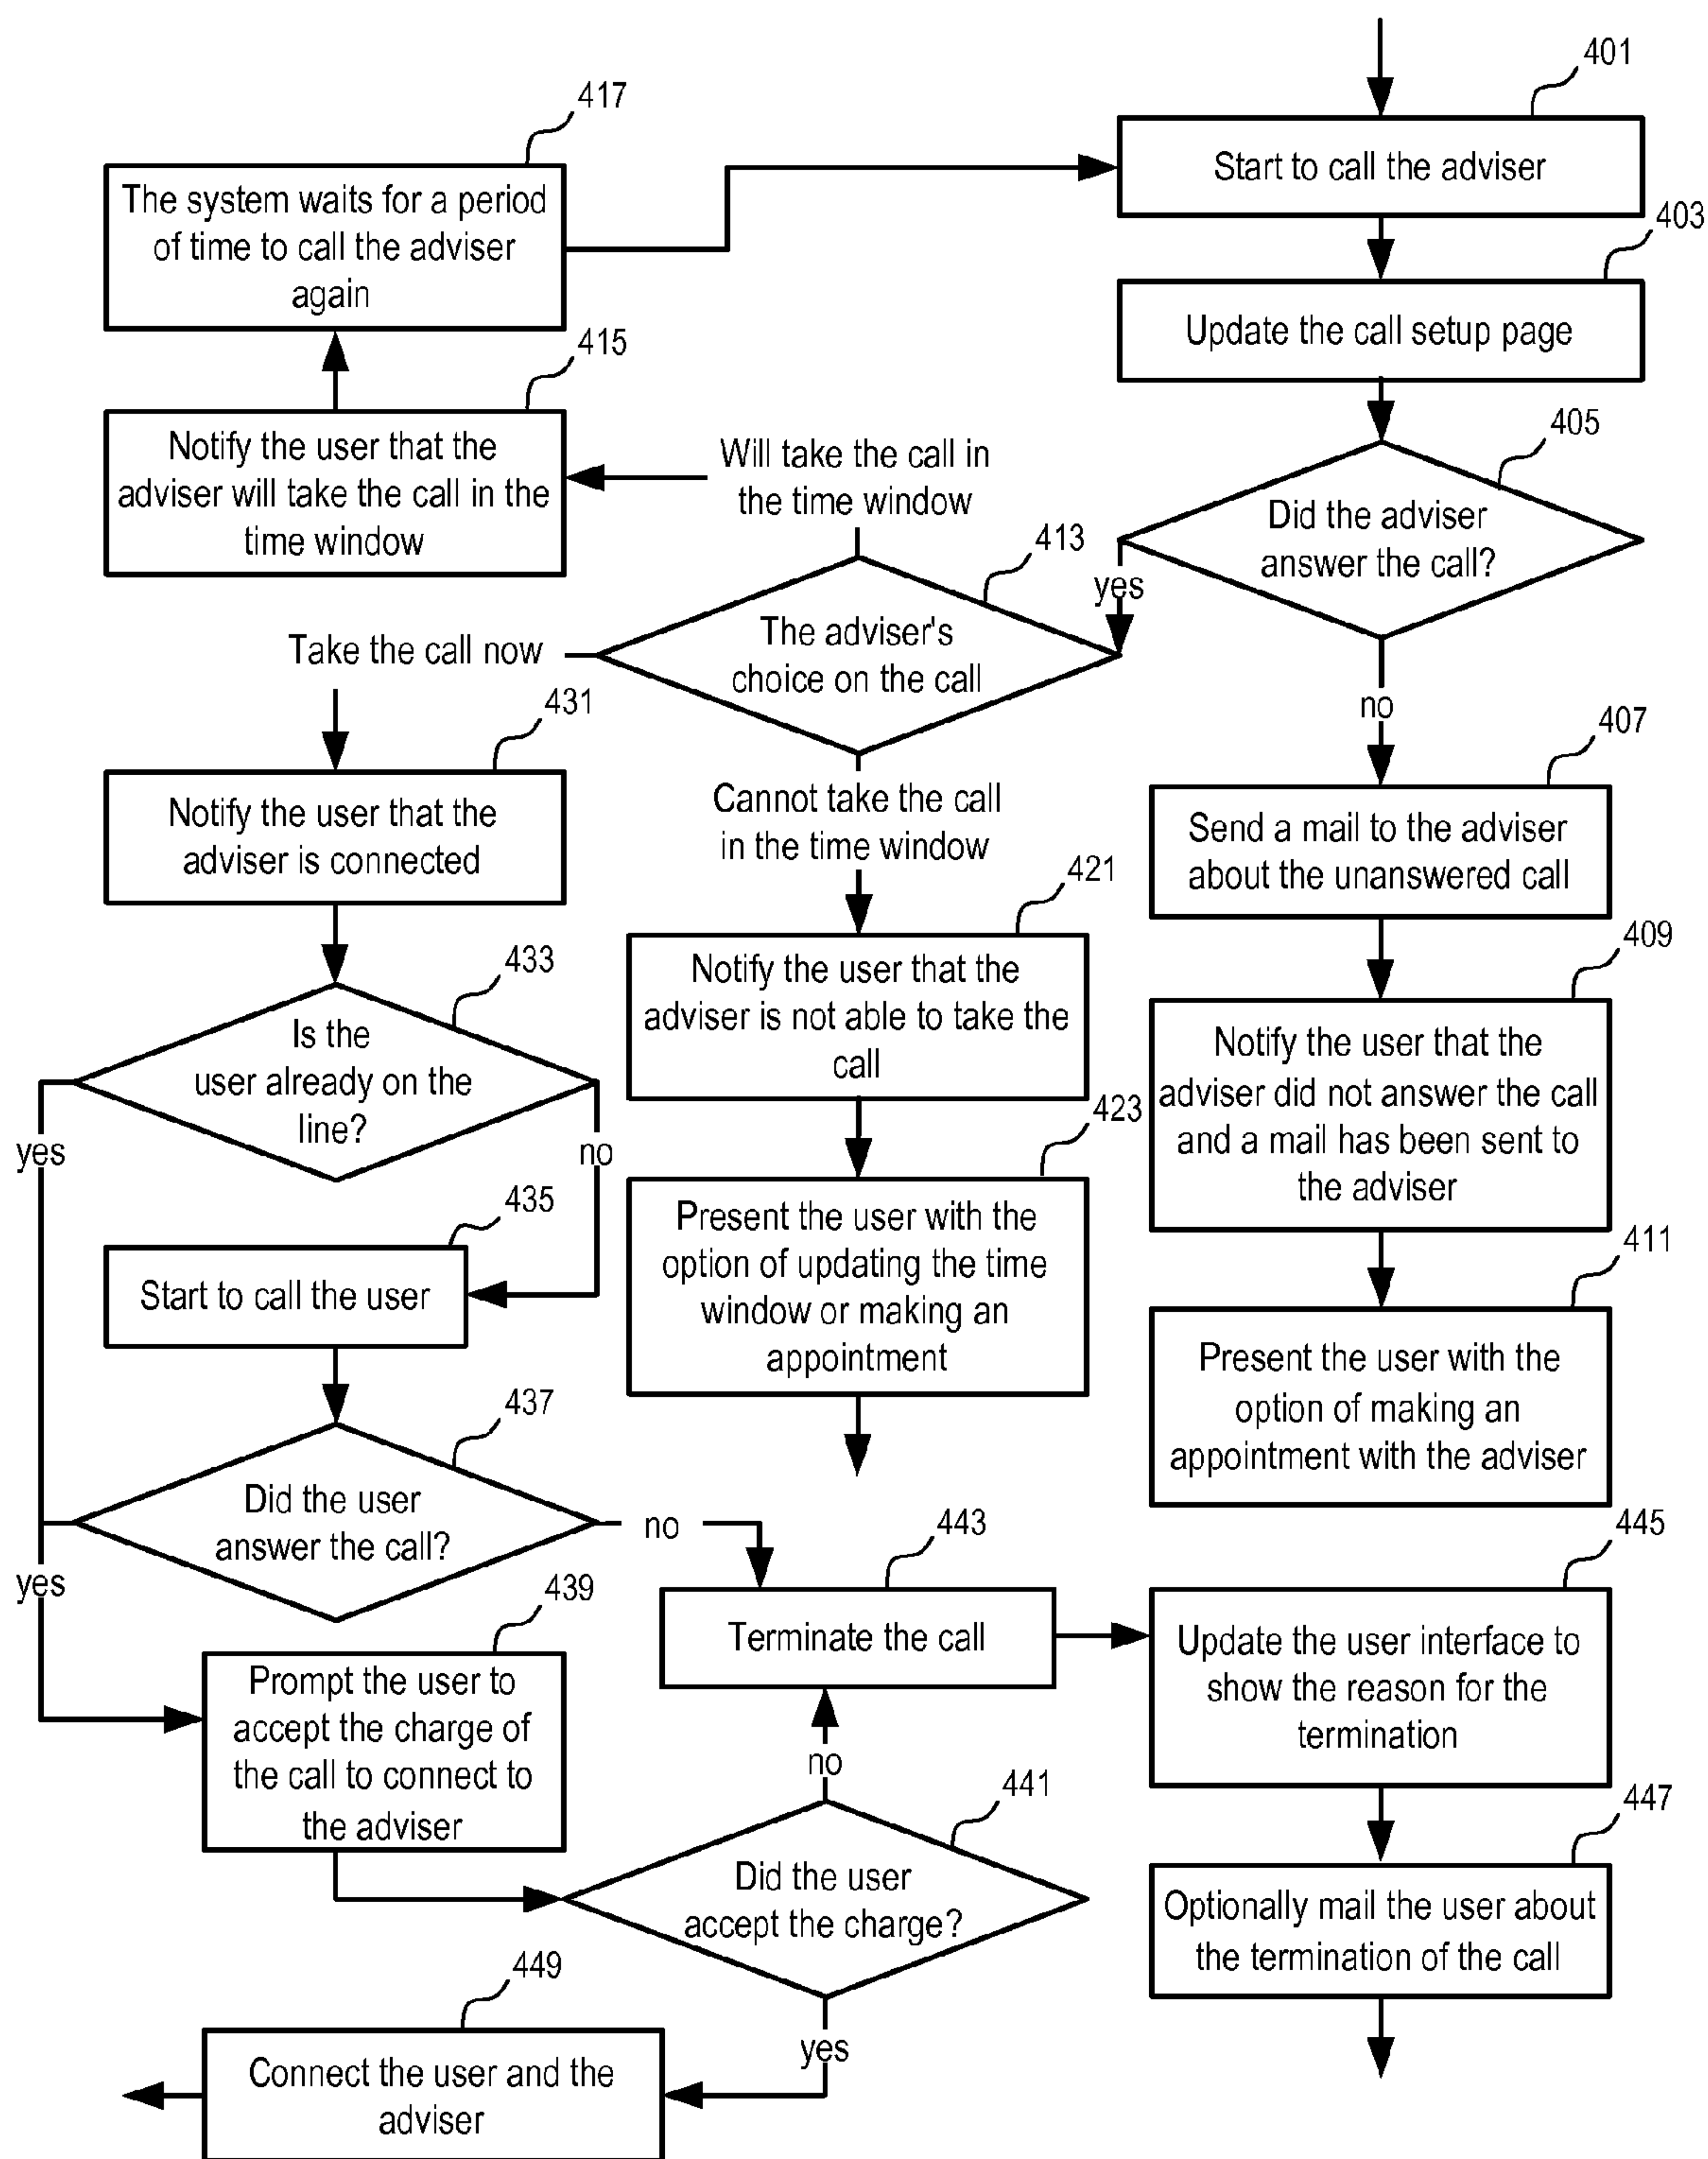 401
Start to call the adviser
403
Update the call setup page
405
Did the adviser
answer the call?
yes
no
407
Send a mail to the adviser
about the unanswered call
409
Notify the user that the
adviser did not answer the call
and a mail has been sent to
the adviser
411
Present the user with the
option of making an
appointment with the adviser
413
The adviser's
choice on the call
Will take the call in
the time window
415
Notify the user that the
adviser will take the call in the
time window
417
The system waits for a period
of time to call the adviser
again
Cannot take the call
in the time window
421
Notify the user that the
adviser is not able to take the
call
423
Present the user with the
option of updating the time
window or making an
appointment
Take the call now
431
Notify the user that the
adviser is connected
433
Is the
user already on the
line?
yes
no
435
Start to call the user
437
Did the user
answer the call?
yes
no
439
Prompt the user to
accept the charge of
the call to connect to
the adviser
441
Did the user
accept the charge?
no
yes
443
Terminate the call
445
Update the user interface to
show the reason for the
termination
447
Optionally mail the user about
the termination of the call
449
Connect the user and the
adviser